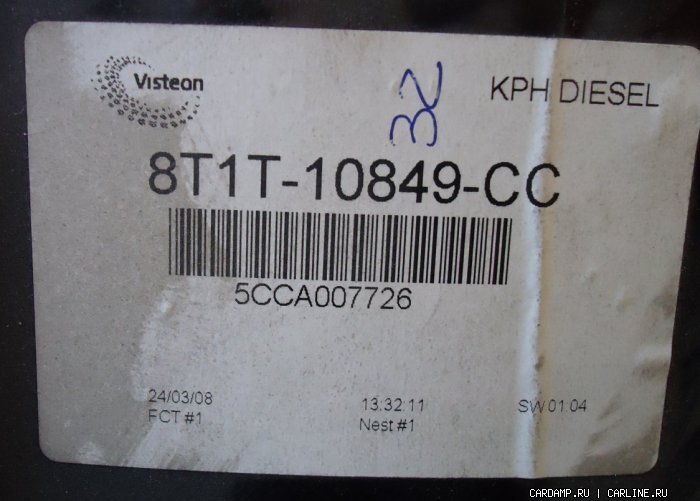 Visteon
32
KPH DIESEL
8T1T-10849-CC
5CCA007726
24/03/08
13:32:11
SW 01.04
FCT #1
Nest #1
CARDAMP.RU | CARLINE.RU